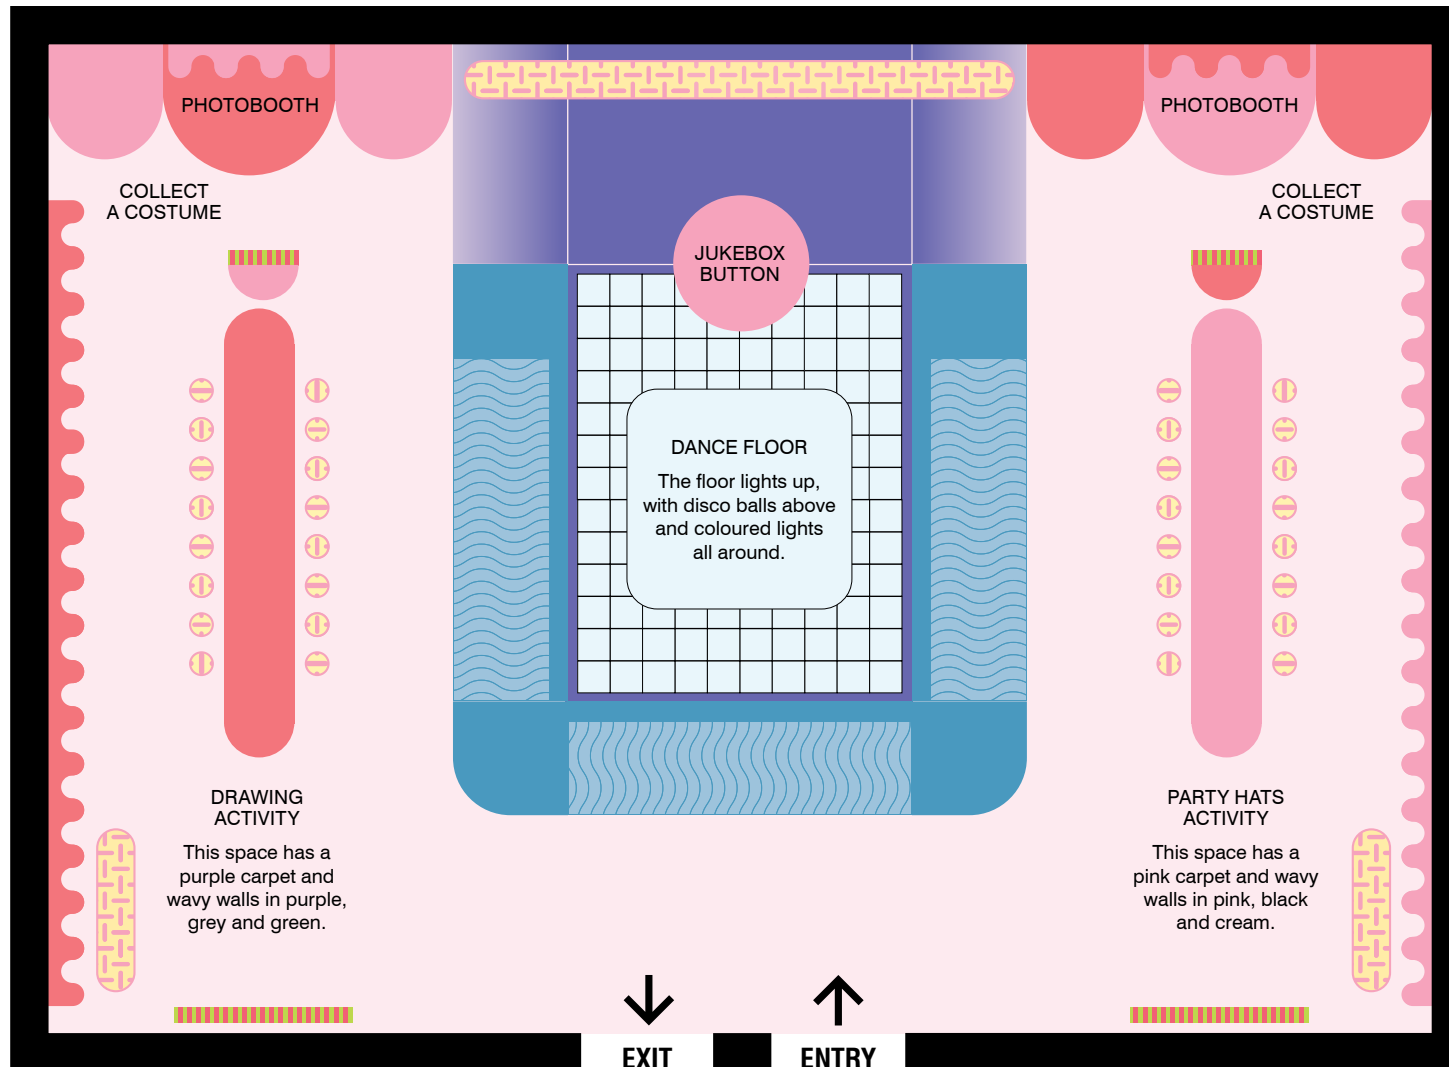 PHOTOBOOTH
COLLECT
A COSTUME
DRAWING
ACTIVITY
This space has a
purple carpet and
wavy walls in purple,
grey and green.
JUKEBOX
BUTTON
DANCE FLOOR
The floor lights up,
with disco balls above
and coloured lights
all around.
PHOTOBOOTH
COLLECT
A COSTUME
PARTY HATS
ACTIVITY
This space has a
pink carpet and wavy
walls in pink, black
and cream.
EXIT
ENTRY